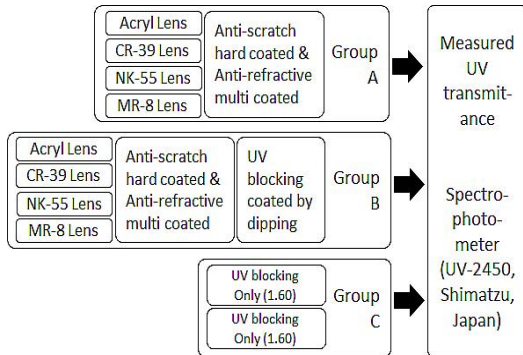 Acryl Lens
CR-39 Lens
NK-55 Lens
MR-8 Lens
Anti-scratch
hard coated &
Anti-refractive
multi coated
Group
A
Acryl Lens
CR-39 Lens
NK-55 Lens
MR-8 Lens
Anti-scratch
hard coated &
Anti-refractive
multi coated
UV
blocking
coated by
dipping
Group
B
UV blocking
Only (1.60)
UV blocking
Only (1.60)
Group
C
Measured
UV
transmit-
ance
Spectro-
photo-
meter
(UV-2450,
Shimatzu,
Japan)